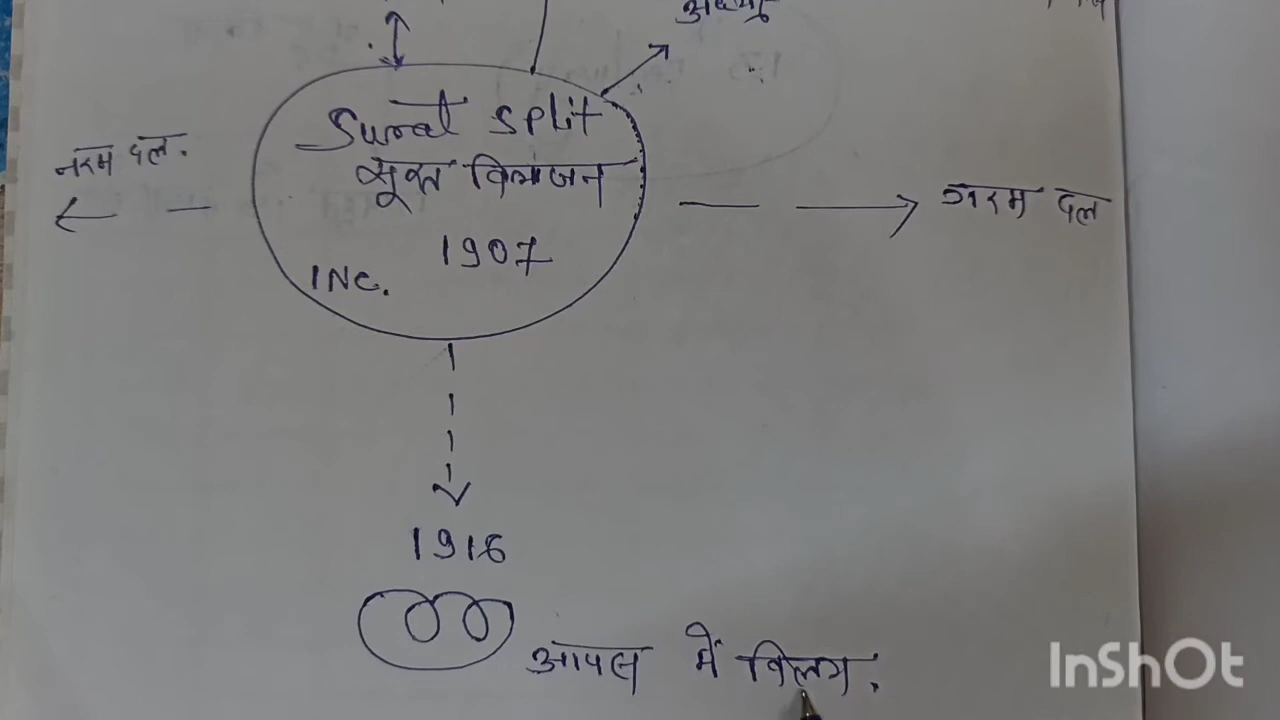 Surat split
सूरत विभाजन
1907
INC.
नरम दल.
गरम दल
1916
आपस में विलय.
InShOt